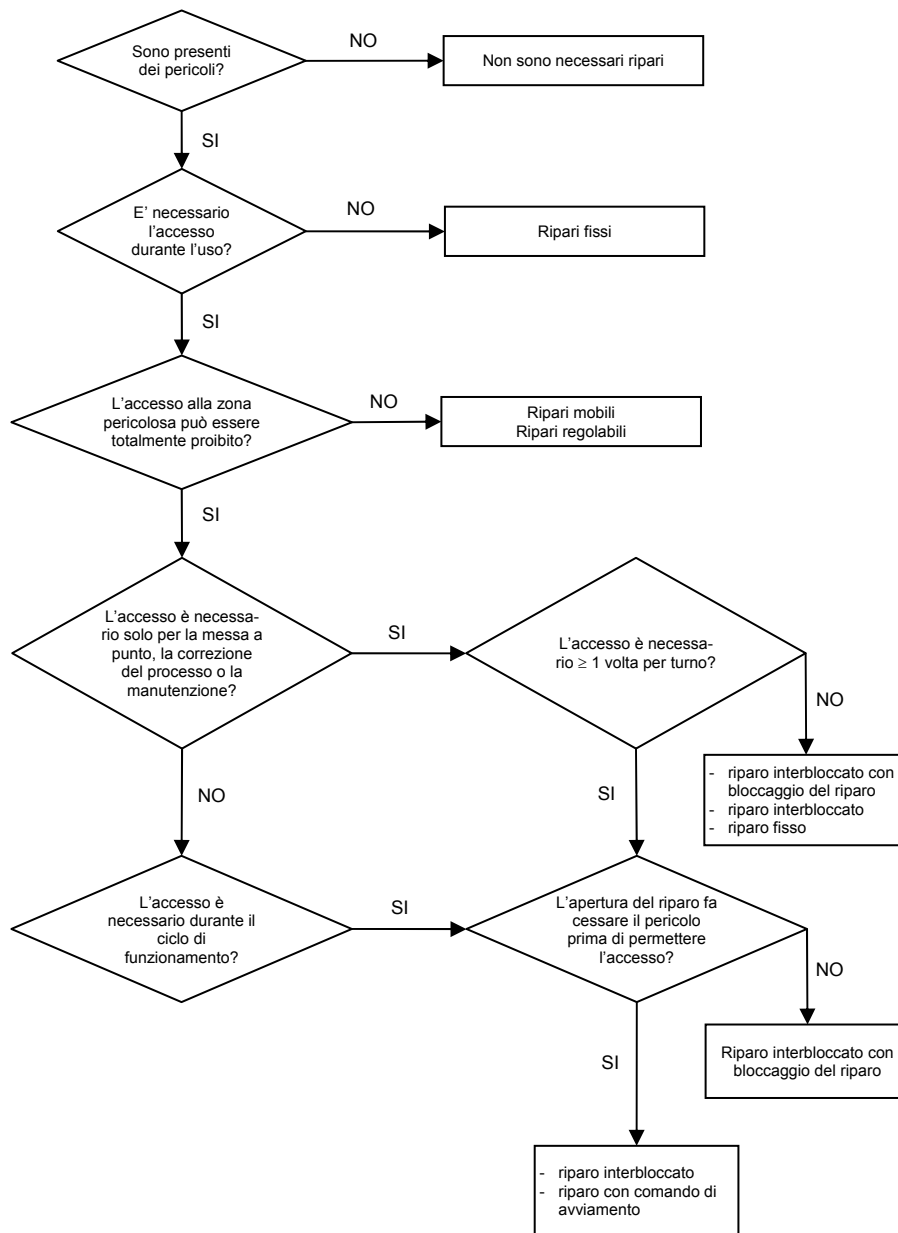 Sono presenti
dei pericoli?
NO
Non sono necessari ripari
SI
E' necessario
l'accesso
durante l'uso?
NO
Ripari fissi
SI
L'accesso alla zona
pericolosa può essere
totalmente proibito?
NO
Ripari mobili
Ripari regolabili
SI
L'accesso è necessa-
rio solo per la messa a
punto, la correzione
del processo o la
manutenzione?
SI
L'accesso è necessa-
rio ≥ 1 volta per turno?
NO
- riparo interbloccato con
bloccaggio del riparo
- riparo interbloccato
- riparo fisso
NO
SI
L'accesso è
necessario durante il
ciclo di
funzionamento?
SI
L'apertura del riparo fa
cessare il pericolo
prima di permettere
l'accesso?
NO
Riparo interbloccato con
bloccaggio del riparo
SI
- riparo interbloccato
- riparo con comando di
avviamento